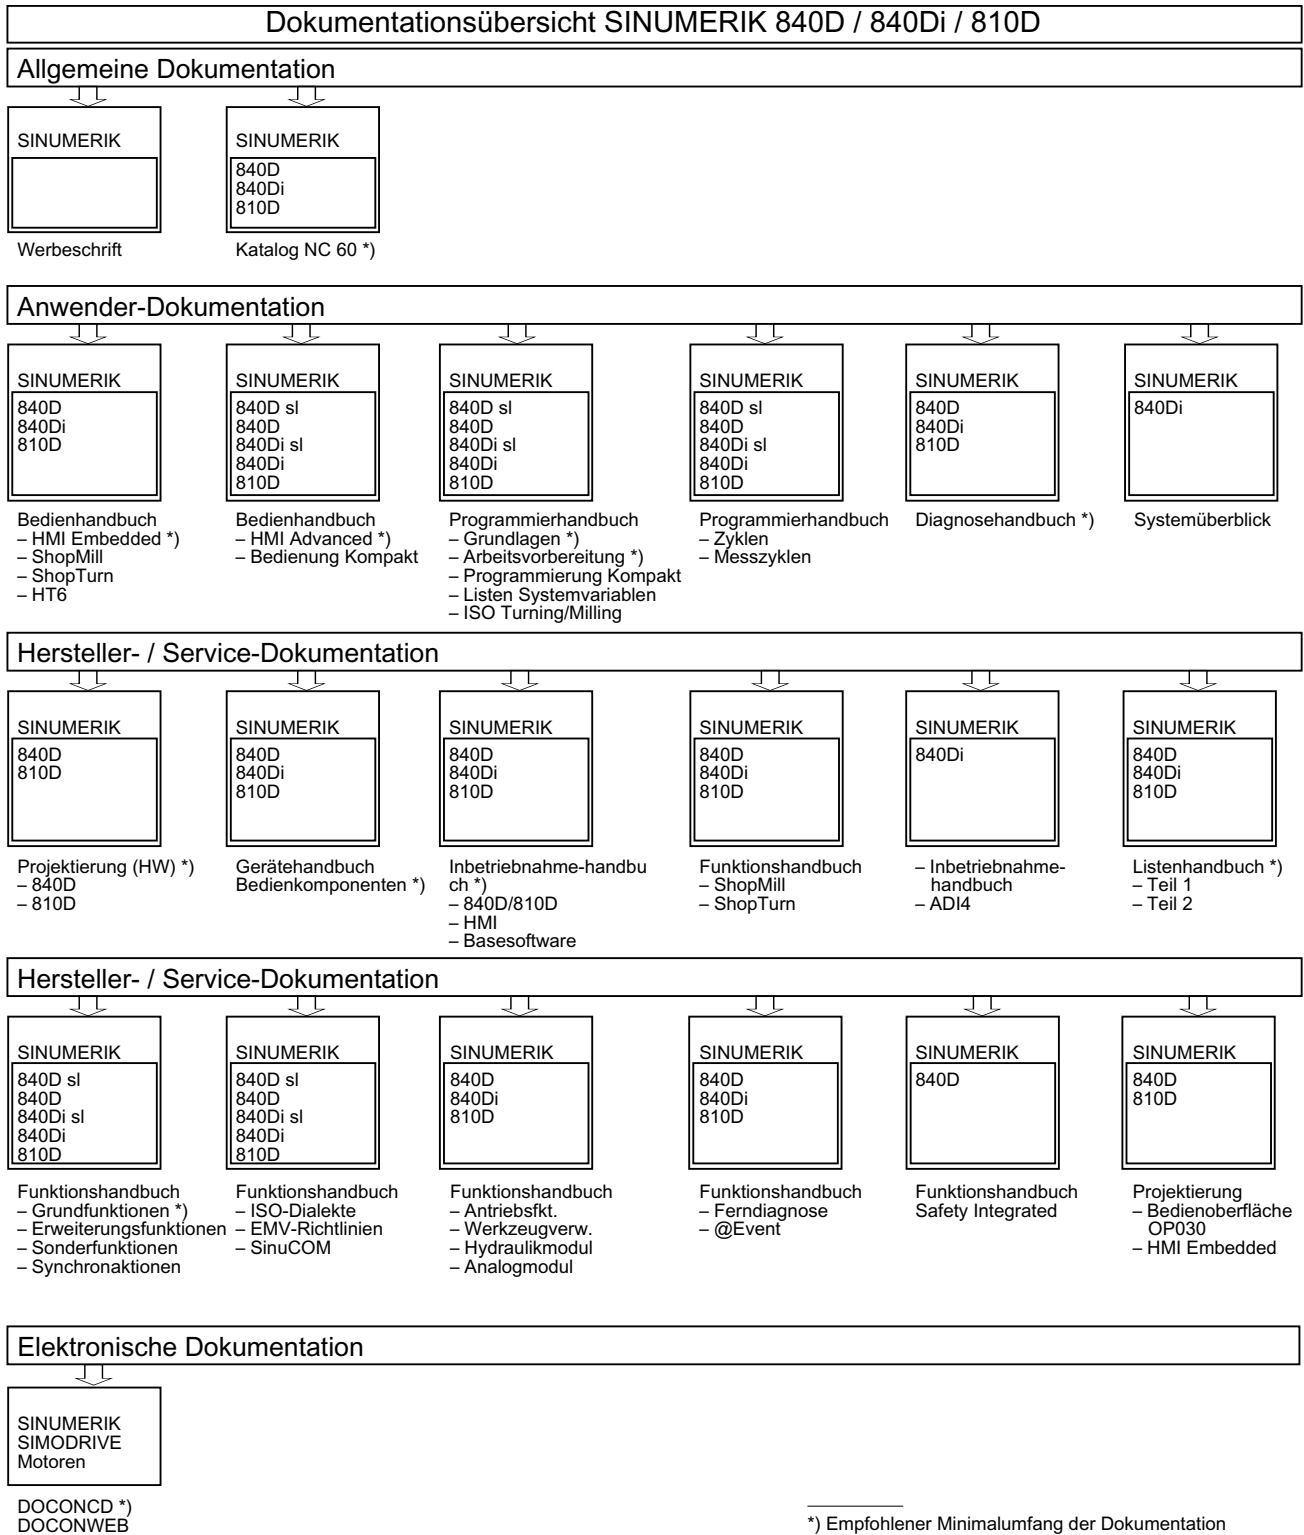 Dokumentationsübersicht SINUMERIK 840D / 840Di / 810D
Allgemeine Dokumentation
SINUMERIK
Werbeschrift
SINUMERIK
840D
840Di
810D
Katalog NC 60 *)
Anwender-Dokumentation
SINUMERIK
840D
840Di
810D
Bedienhandbuch
– HMI Embedded *)
– ShopMill
– ShopTurn
– HT6
SINUMERIK
840D sl
840D
840Di sl
840Di
810D
Bedienhandbuch
– HMI Advanced *)
– Bedienung Kompakt
SINUMERIK
840D sl
840D
840Di sl
840Di
810D
Programmierhandbuch
– Grundlagen *)
– Arbeitsvorbereitung *)
– Programmierung Kompakt
– Listen Systemvariablen
– ISO Turning/Milling
SINUMERIK
840D sl
840D
840Di sl
840Di
810D
Programmierhandbuch
– Zyklen
– Messzyklen
SINUMERIK
840D
840Di
810D
Diagnosehandbuch *)
SINUMERIK
840Di
Systemüberblick
Hersteller- / Service-Dokumentation
SINUMERIK
840D
810D
Projektierung (HW) *)
– 840D
– 810D
SINUMERIK
840D
840Di
810D
Gerätehandbuch
Bedienkomponenten *)
SINUMERIK
840D
840Di
810D
Inbetriebnahme-handbu
ch *)
– 840D/810D
– HMI
– Basesoftware
SINUMERIK
840D
840Di
810D
Funktionshandbuch
– ShopMill
– ShopTurn
SINUMERIK
840Di
– Inbetriebnahme-
handbuch
– ADI4
SINUMERIK
840D
840Di
810D
Listenhandbuch *)
– Teil 1
– Teil 2
Hersteller- / Service-Dokumentation
SINUMERIK
840D sl
840D
840Di sl
840Di
810D
Funktionshandbuch
– Grundfunktionen *)
– Erweiterungsfunktionen
– Sonderfunktionen
– Synchronaktionen
SINUMERIK
840D sl
840D
840Di sl
840Di
810D
Funktionshandbuch
– ISO-Dialekte
– EMV-Richtlinien
– SinuCOM
SINUMERIK
840D
840Di
810D
Funktionshandbuch
– Antriebsfkt.
– Werkzeugverw.
– Hydraulikmodul
– Analogmodul
SINUMERIK
840D
840Di
810D
Funktionshandbuch
– Ferndiagnose
– @Event
SINUMERIK
840D
Funktionshandbuch
Safety Integrated
SINUMERIK
840D
810D
Projektierung
– Bedienoberfläche
OP030
– HMI Embedded
Elektronische Dokumentation
SINUMERIK
SIMODRIVE
Motoren
DOCONCD *)
DOCONWEB
*) Empfohlener Minimalumfang der Dokumentation